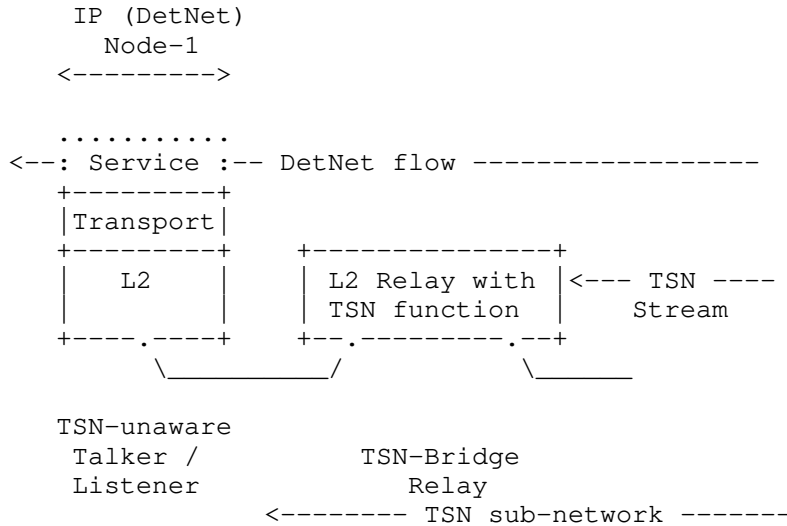 IP (DetNet)
Node-1
<--------->
...........
<--: Service :-- DetNet flow ------------------
+---------+
|Transport|
+---------+    +---------------+
|   L2    |    | L2 Relay with |<--- TSN ----
|         |    | TSN function  |    Stream
+----.----+    +--.---------.--+
\__________/           \______
TSN-unaware
Talker /          TSN-Bridge
Listener             Relay
<-------- TSN sub-network -------